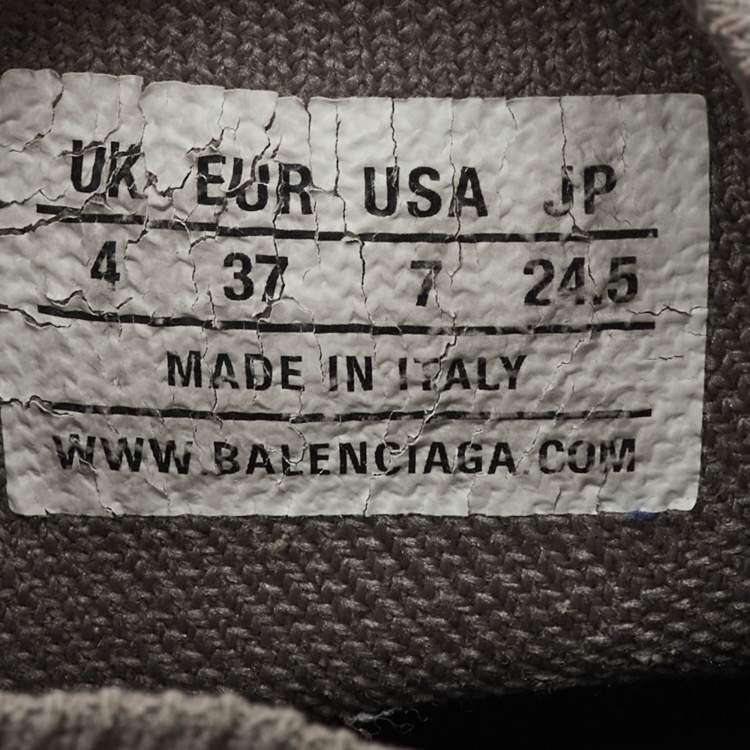 UK EUR USA JP
4 37 7 24.5
MADE IN ITALY
WWW.BALENCIAGA.COM